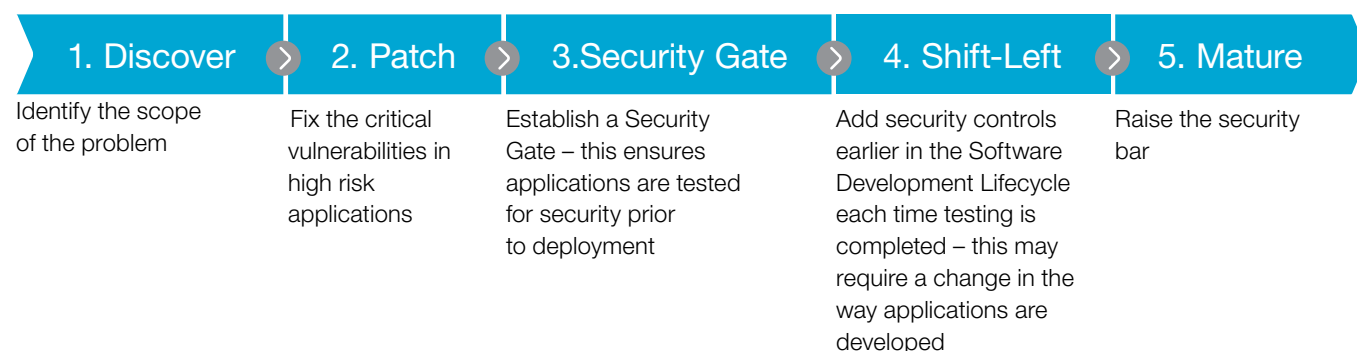 1. Discover
2. Patch
3.Security Gate
4. Shift-Left
5. Mature
Identify the scope
of the problem
Fix the critical
vulnerabilities in
high risk
applications
Establish a Security
Gate – this ensures
applications are tested
for security prior
to deployment
Add security controls
earlier in the Software
Development Lifecycle
each time testing is
completed – this may
require a change in the
way applications are
developed
Raise the security
bar